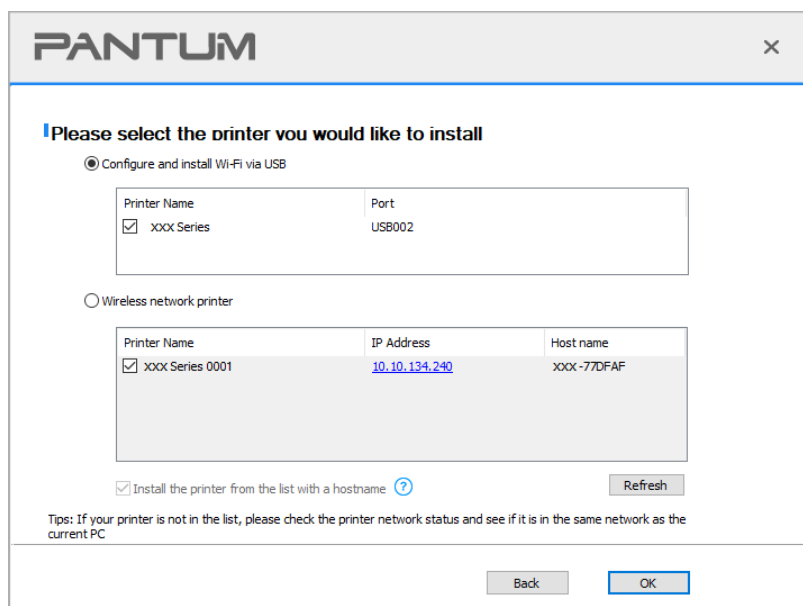 PANTUM
Please select the printer you would like to install
Configure and install Wi-Fi via USB
Printer Name Port
XXX Series USB002
Wireless network printer
Printer Name IP Address Host name
XXX Series 0001 10.10.134.240 XXX-77DFAF
Install the printer from the list with a hostname ? Refresh
Tips: If your printer is not in the list, please check the printer network status and see if it is in the same network as the
current PC
Back OK